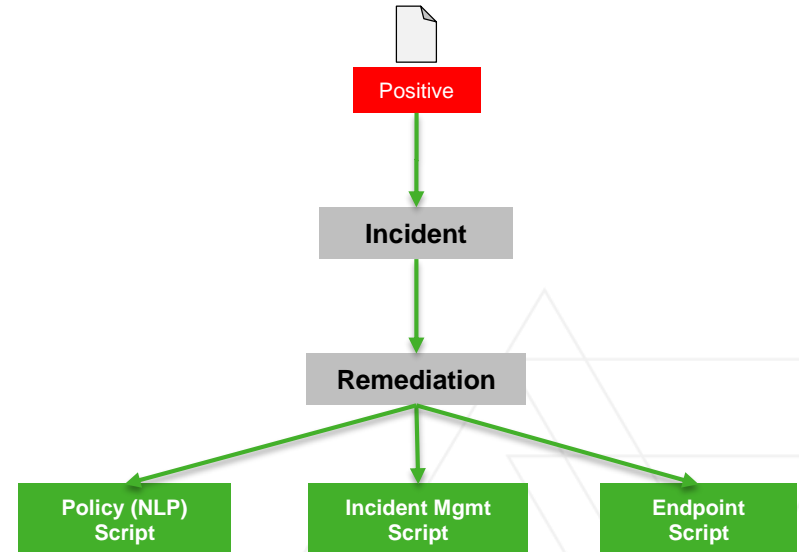 Positive
Incident
Remediation
Policy (NLP)
Script
Incident Mgmt
Script
Endpoint
Script